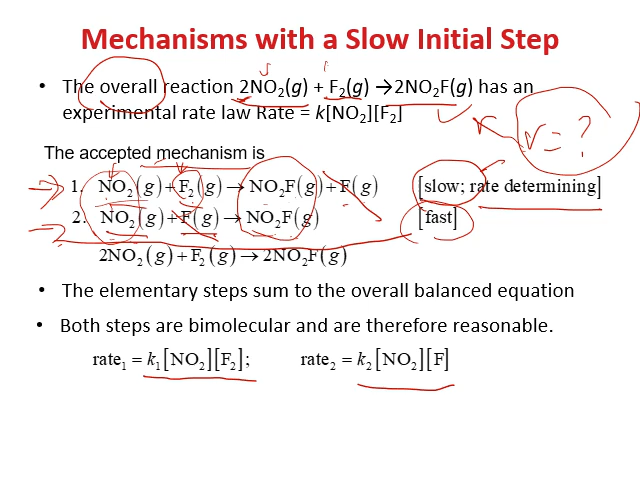 Mechanisms with a Slow Initial Step
• The overall reaction 2NO₂(g) + F₂(g) →2NO₂F(g) has an
experimental rate law Rate = k[NO₂][F₂]
r = ?
The accepted mechanism is
1. NO₂(g)+F₂(g)→NO₂F(g)+F(g) [slow; rate determining]
2. NO₂(g)+F(g)→NO₂F(g) [fast]
2NO₂(g)+F₂(g)→2NO₂F(g)
• The elementary steps sum to the overall balanced equation
• Both steps are bimolecular and are therefore reasonable.
rate₁ = k₁[NO₂][F₂]; rate₂ = k₂[NO₂][F]